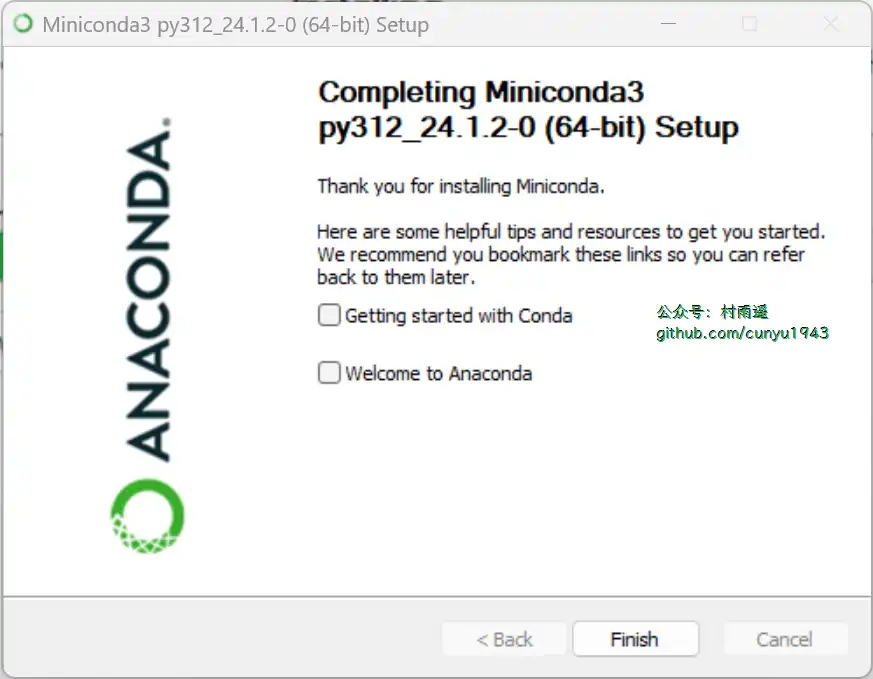 Miniconda3 py312_24.1.2-0 (64-bit) Setup
Completing Miniconda3
py312_24.1.2-0 (64-bit) Setup
Thank you for installing Miniconda.
Here are some helpful tips and resources to get you started.
We recommend you bookmark these links so you can refer
back to them later.
Getting started with Conda
公众号：村雨遥
github.com/cunyu1943
Welcome to Anaconda
ANACONDA.
< Back
Finish
Cancel